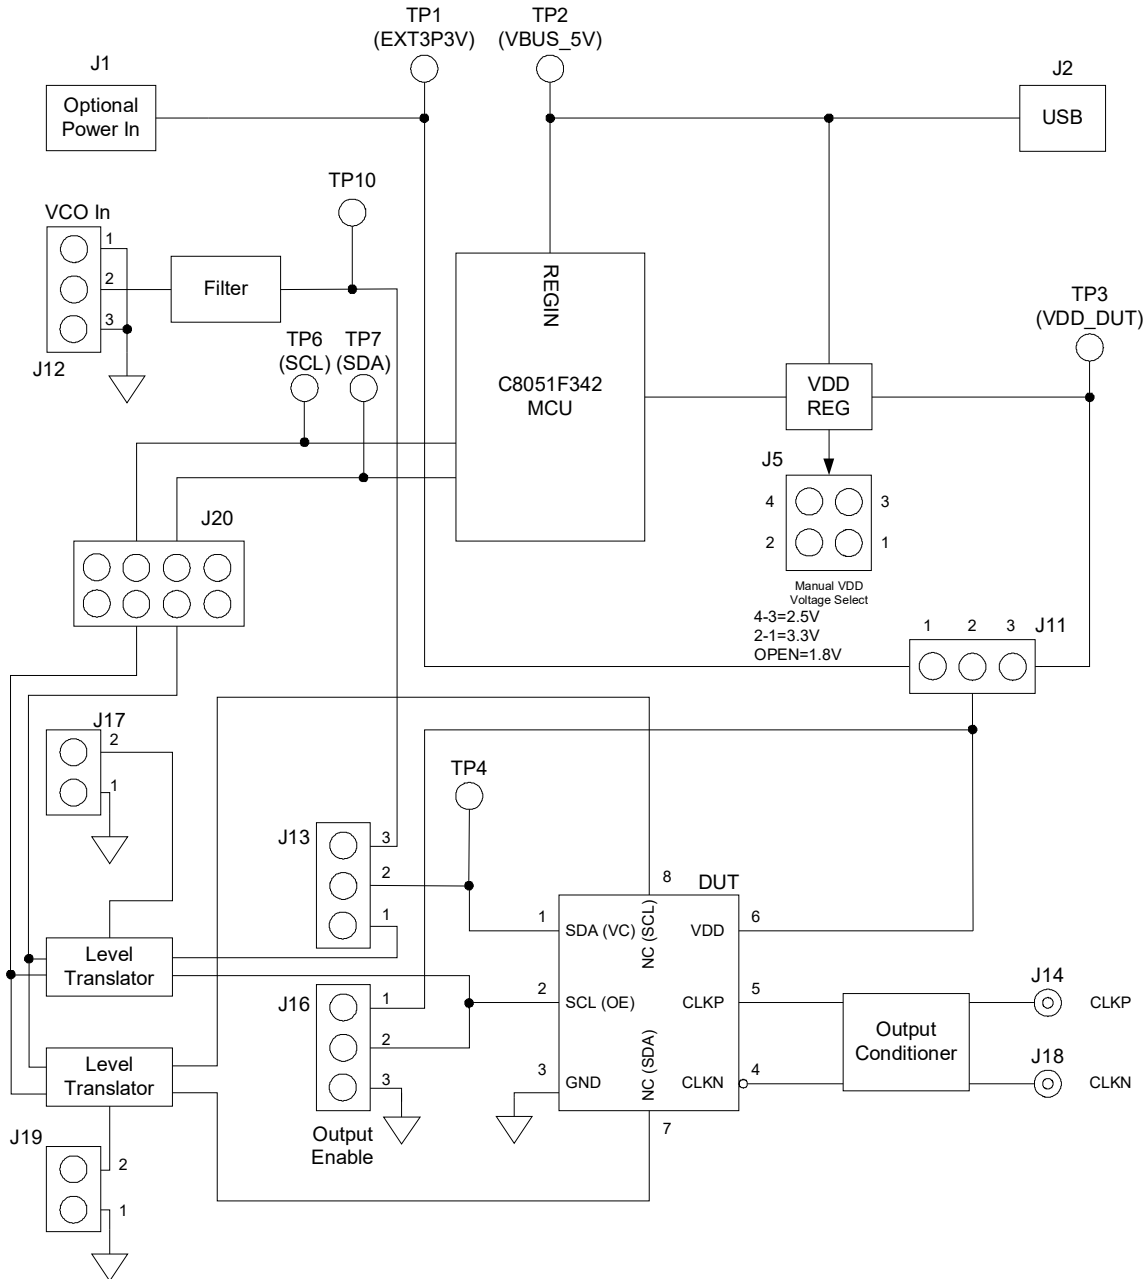 TP1
(EXT3P3V)
TP2
(VBUS_5V)
J1
Optional
Power In
J2
USB
TP10
VCO In
1
2
3
J12
Filter
REGIN
C8051F342
MCU
TP3
(VDD_DUT)
TP6
(SCL)
TP7
(SDA)
VDD
REG
J5
4
3
2
1
Manual VDD
Voltage Select
4-3=2.5V
2-1=3.3V
OPEN=1.8V
J20
1
2
3
J11
J17
2
1
TP4
J13
3
2
1
8
DUT
1
SDA (VC)
NC (SCL)
VDD
6
Level
Translator
J16
1
2
3
2
SCL (OE)
CLKP
5
Output
Conditioner
J14
CLKP
Level
Translator
3
GND
NC (SDA)
CLKN
4
J18
CLKN
7
Output
Enable
J19
2
1